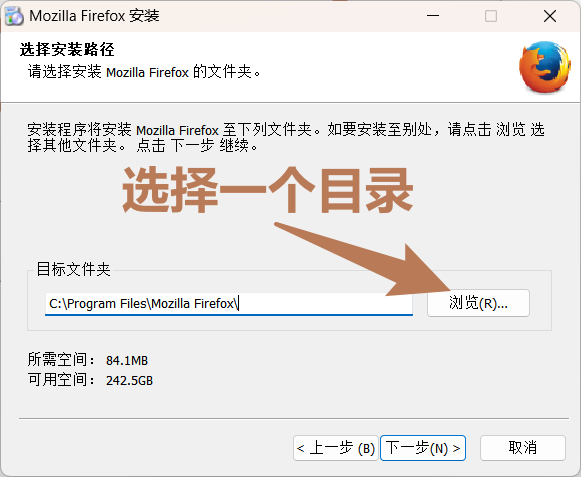 Mozilla Firefox 安装
选择安装路径
请选择安装 Mozilla Firefox 的文件夹。
安装程序将安装 Mozilla Firefox 至下列文件夹。如要安装至别处，请点击 浏览 选
择其他文件夹。 点击 下一步 继续。
选择一个目录
目标文件夹
C:\Program Files\Mozilla Firefox\
浏览(R)...
所需空间： 84.1MB
可用空间： 242.5GB
< 上一步 (B) 下一步(N) > 取消